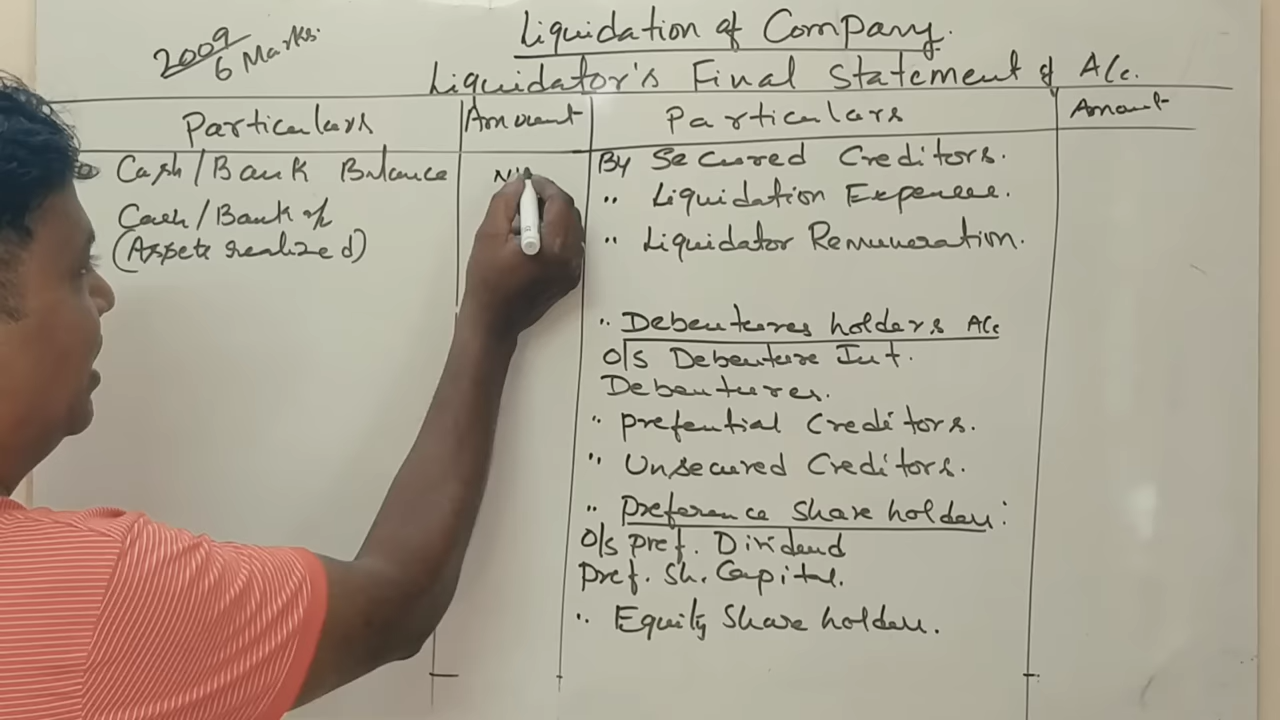 Liquidation of Company.
2009
6 Marks.
Liquidator's Final Statement of A/c.
Particulars
Amount
Particulars
Amount
Cash/Bank Balance
Cash/Bank of
(Assets realized)
By Secured Creditors.
" Liquidation Expense.
" Liquidator Remuneration.
" Debentures holders A/c
O/S Debenture Int.
Debentures.
" Prefential Creditors.
" Unsecured Creditors.
" Preference Share holders:
O/s Pref. Dividend
Pref. Sh. Capital.
" Equity Share holders.